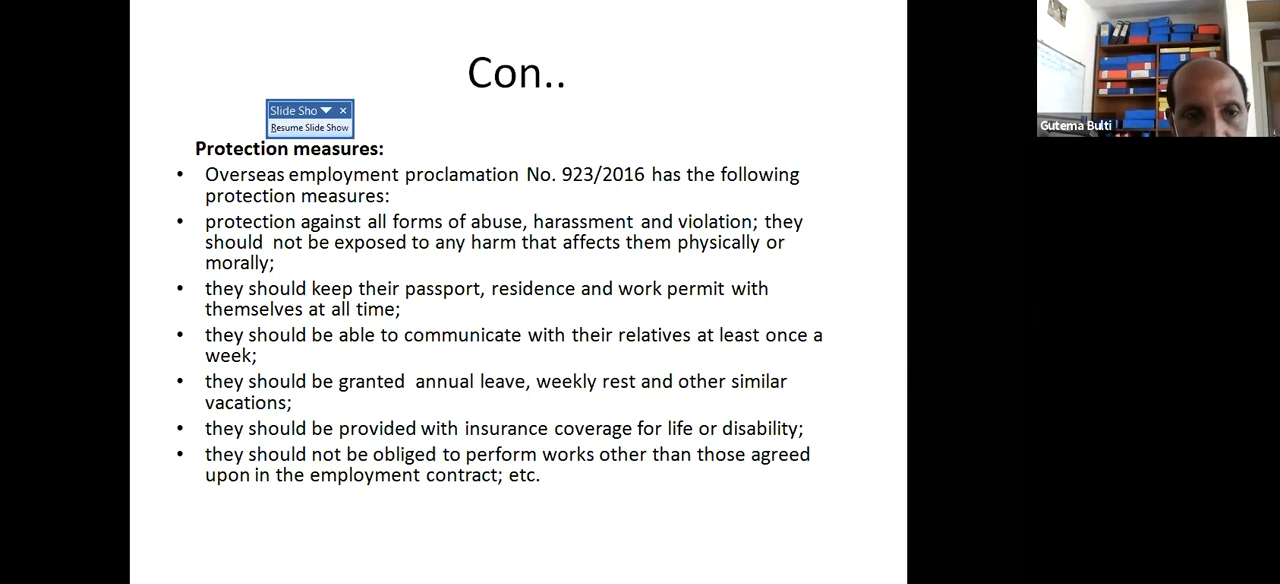 Con..
Slide Sho
Resume Slide Show
Protection measures:
• Overseas employment proclamation No. 923/2016 has the following
protection measures:
• protection against all forms of abuse, harassment and violation; they
should not be exposed to any harm that affects them physically or
morally;
• they should keep their passport, residence and work permit with
themselves at all time;
• they should be able to communicate with their relatives at least once a
week;
• they should be granted annual leave, weekly rest and other similar
vacations;
• they should be provided with insurance coverage for life or disability;
• they should not be obliged to perform works other than those agreed
upon in the employment contract; etc.
Gutema Bulti